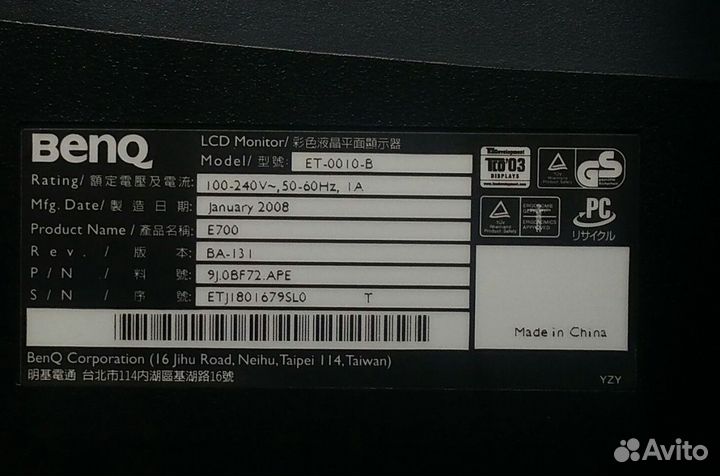 BenQ
LCD Monitor/彩色液晶平面顯示器
Model/型號: ET-0010-B
Rating/額定電壓及電流: 100-240V~,50-60Hz, 1A
Mfg. Date/製造日期: January 2008
Product Name/產品名稱: E700
Rev./版本: BA-131
P/N/料號: 9J.0BF72.APE
S/N/序號: ETJ1801679SL0 T
BenQ Corporation (16 Jihu Road, Neihu,Taipei 114,Taiwan)
明基電通 台北市114內湖區基湖路16號
TCO'03
DISPLAYS
GS
PC
リサイクル
Made in China
YZY
Avito